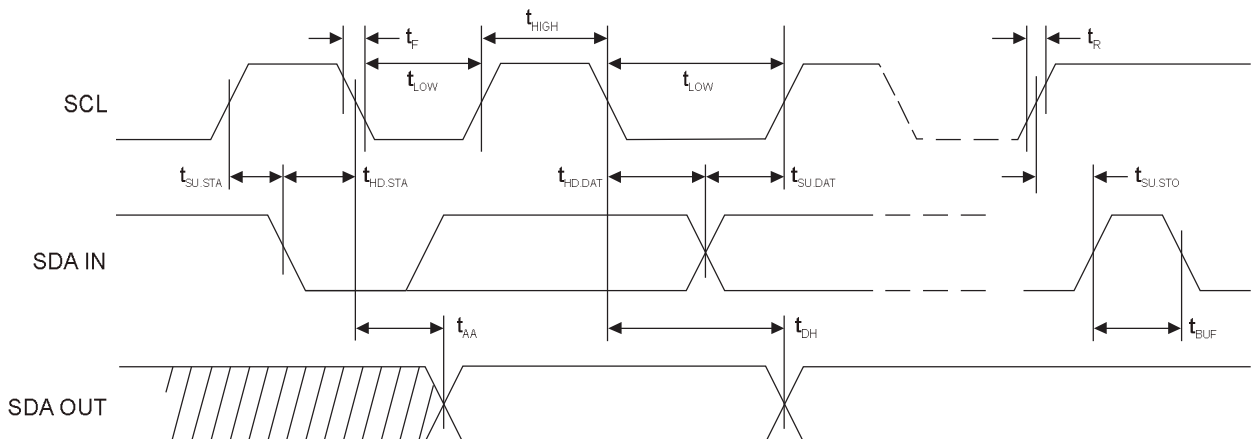 tHIGH
tF
tR
tLOW
tLOW
SCL
tSU.STA
tHD.STA
tHD.DAT
tSU.DAT
tSU.STO
SDA IN
tAA
tDH
tBUF
SDA OUT